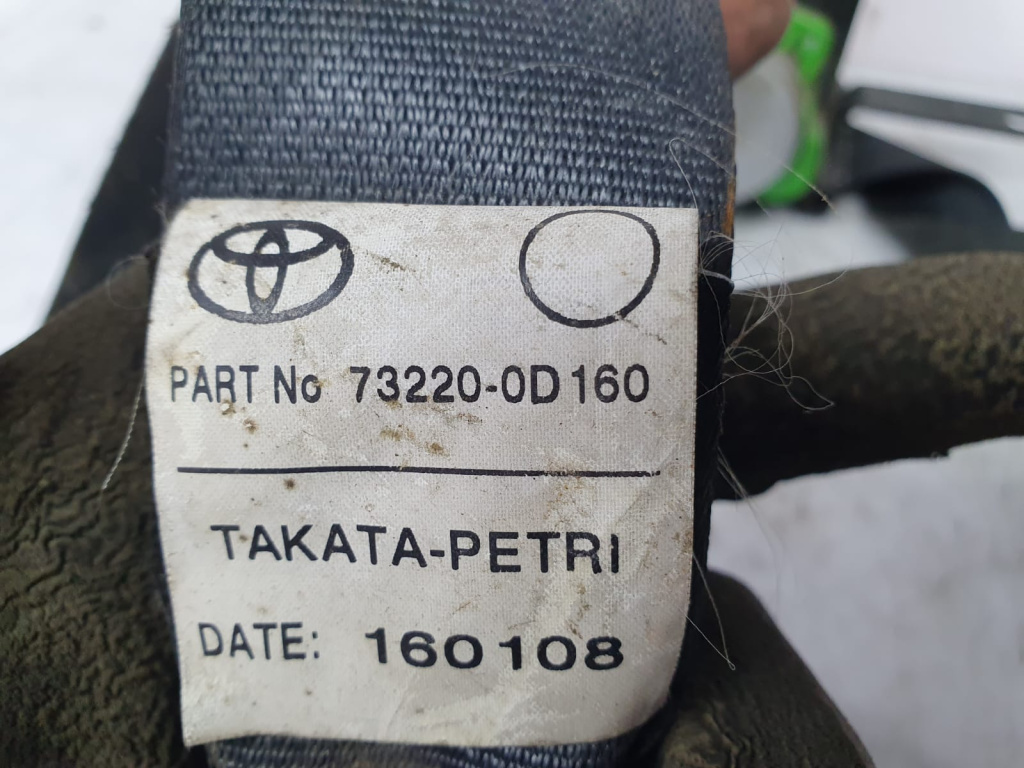 PART No 73220-0D160
TAKATA-PETRI
DATE: 160108